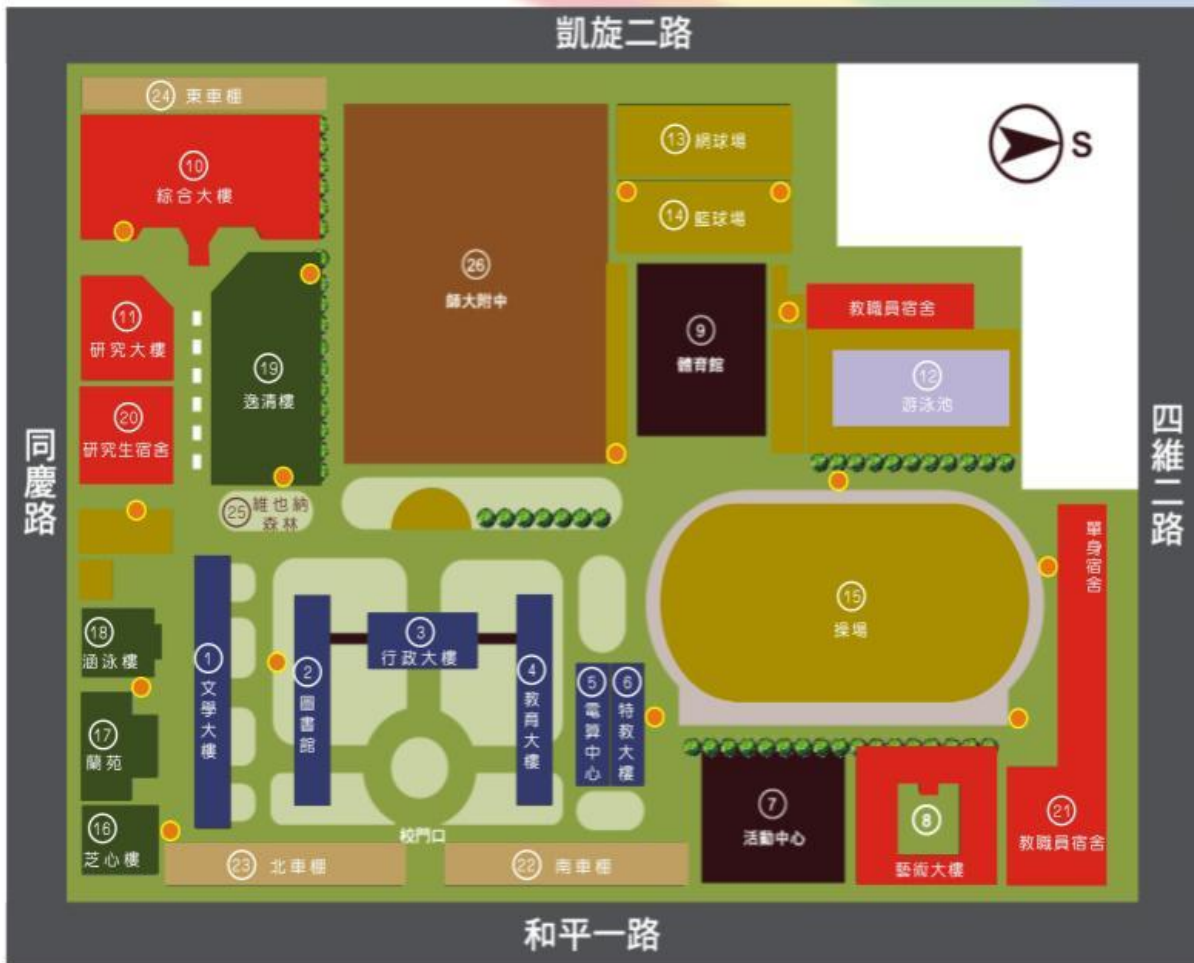 凱旋二路
24 東車棚
10
綜合大樓
13 網球場
14 籃球場
S
26
師大附中
11
研究大樓
19
逸清樓
9
體育館
教職員宿舍
12
游泳池
20
研究生宿舍
同慶路
四維二路
25 維也納
森林
單身宿舍
15
操場
18
涵泳樓
1 文學大樓
2 圖書館
3
行政大樓
4 教育大樓
5 電算中心
6 特教大樓
17
蘭苑
16
芝心樓
校門口
23 北車棚
22 南車棚
7
活動中心
8
藝術大樓
21
教職員宿舍
和平一路